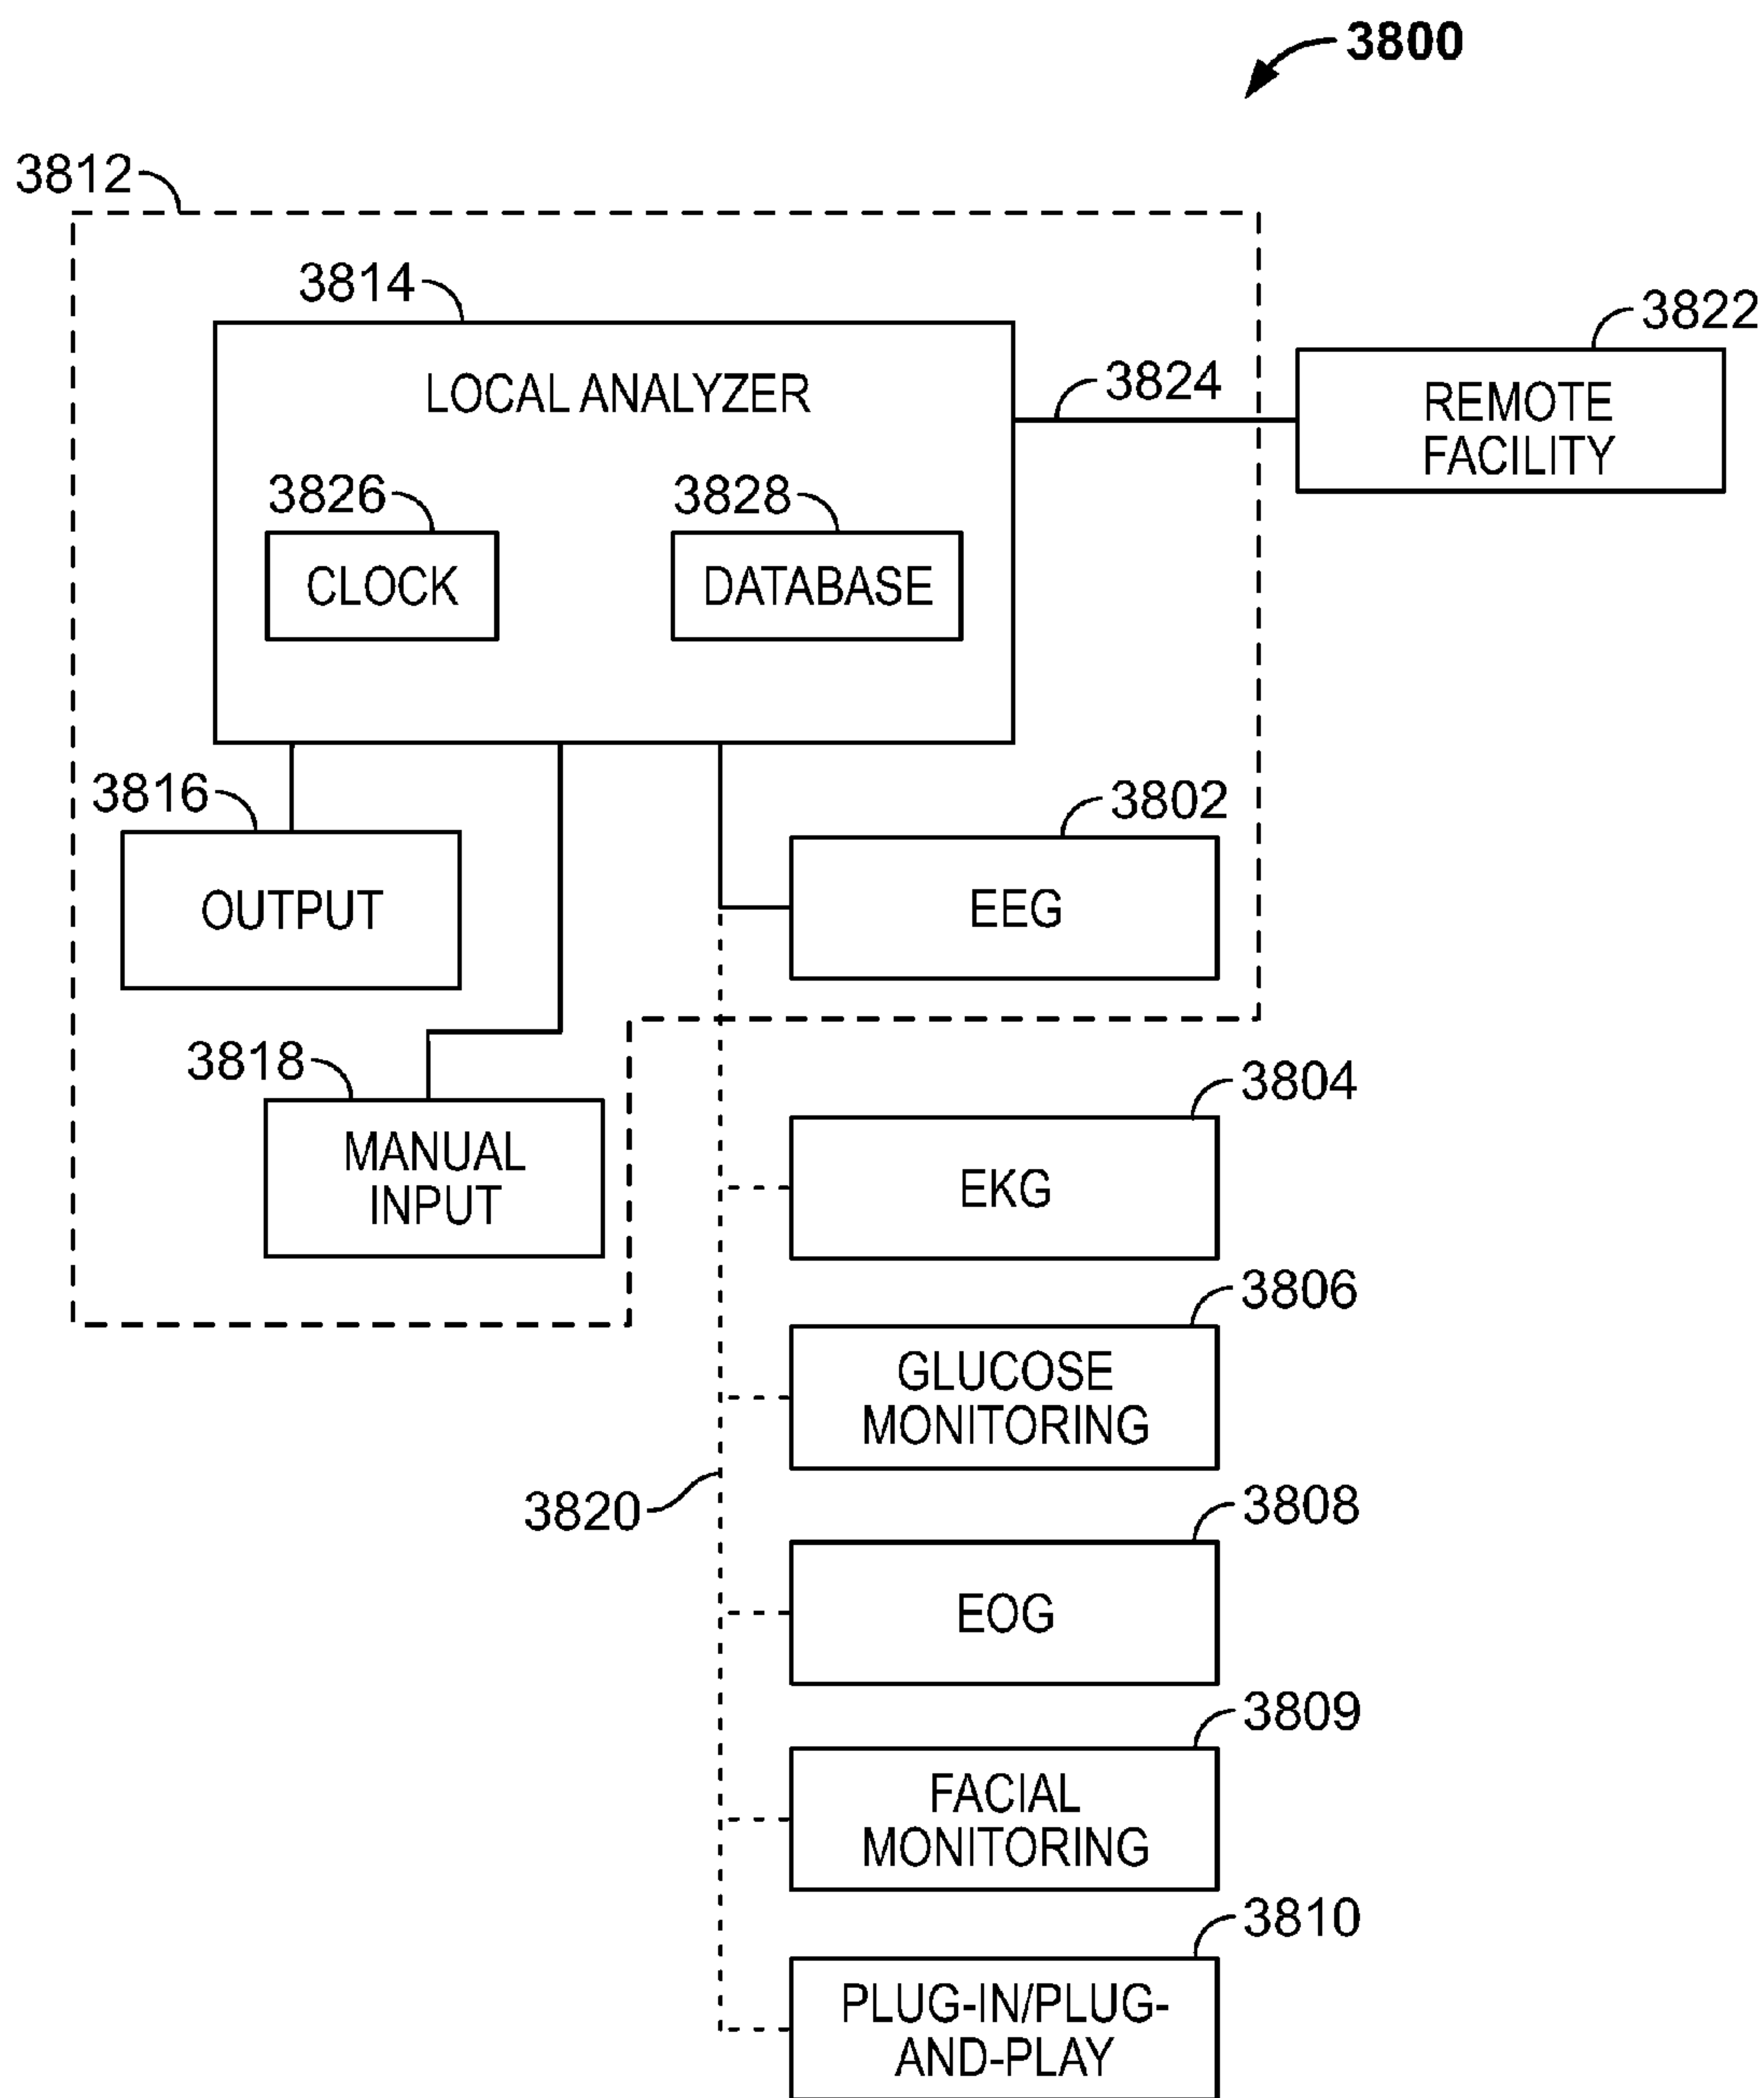 3800
3812
3814
3822
LOCAL ANALYZER
3824
REMOTE
FACILITY
3826
3828
CLOCK
DATABASE
3816
3802
OUTPUT
EEG
3818
3804
MANUAL
INPUT
EKG
3806
GLUCOSE
MONITORING
3820
3808
EOG
3809
FACIAL
MONITORING
3810
PLUG-IN/PLUG-
AND-PLAY